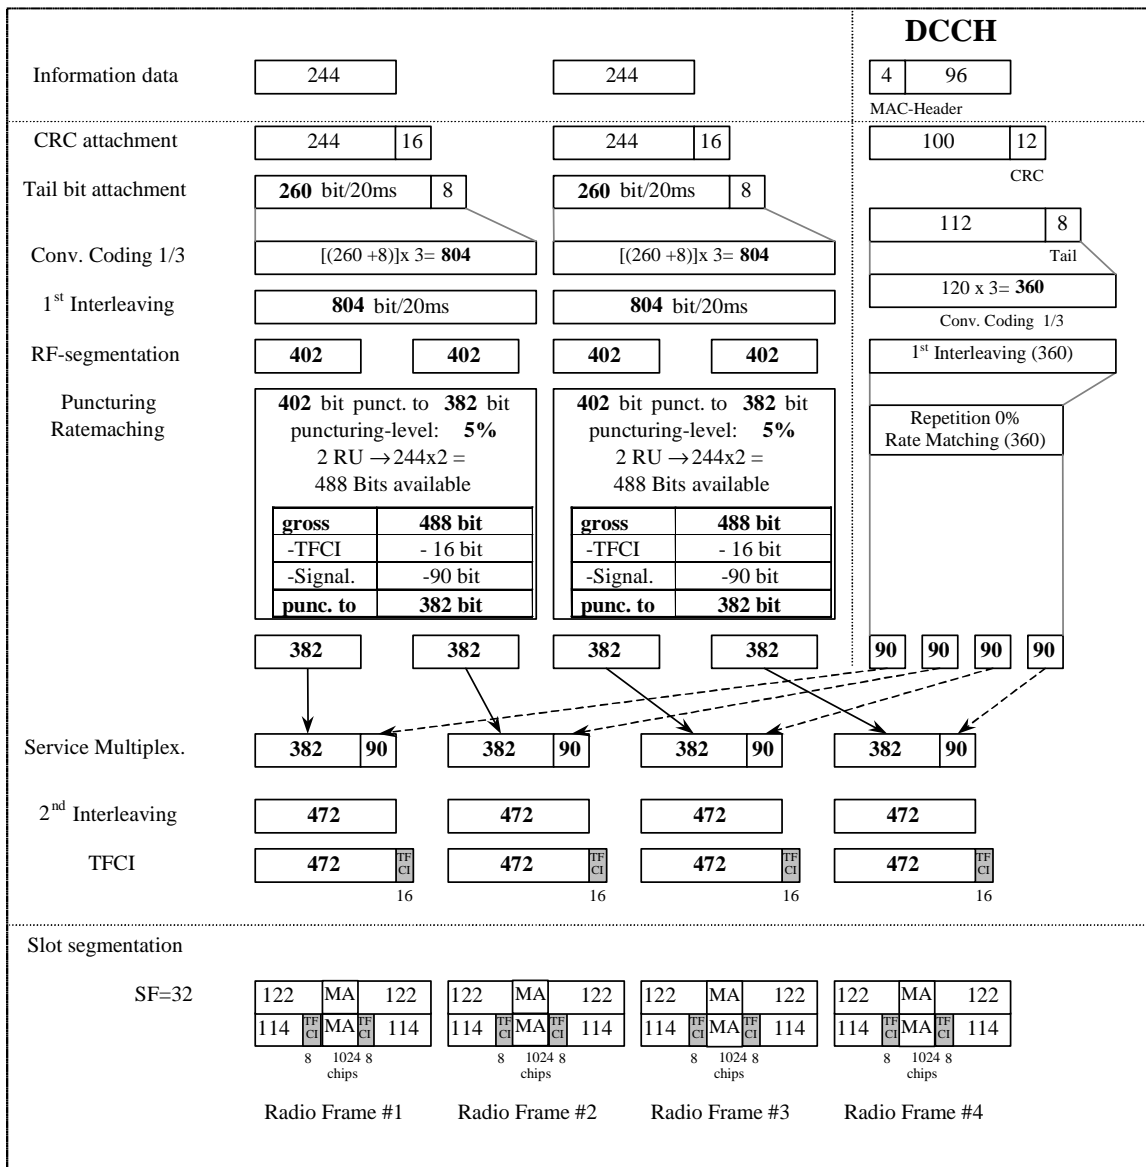 DCCH
Information data 244 244 4 96
MAC-Header
CRC attachment 244 16 244 16 100 12
CRC
Tail bit attachment 260 bit/20ms 8 260 bit/20ms 8
112 8
Tail
Conv. Coding 1/3 [(260 +8)]x 3= 804 [(260 +8)]x 3= 804
120 x 3= 360
Conv. Coding 1/3
1st Interleaving 804 bit/20ms 804 bit/20ms
RF-segmentation 402 402 402 402 1st Interleaving (360)
Puncturing
Ratemaching
402 bit punct. to 382 bit
puncturing-level: 5%
2 RU →244x2 =
488 Bits available
gross 488 bit
-TFCI - 16 bit
-Signal. -90 bit
punc. to 382 bit
402 bit punct. to 382 bit
puncturing-level: 5%
2 RU →244x2 =
488 Bits available
gross 488 bit
-TFCI - 16 bit
-Signal. -90 bit
punc. to 382 bit
Repetition 0%
Rate Matching (360)
382 382 382 382 90 90 90 90
Service Multiplex. 382 90 382 90 382 90 382 90
2nd Interleaving 472 472 472 472
TFCI 472 TF CI 472 TF CI 472 TF CI 472 TF CI
16 16 16 16
Slot segmentation
SF=32 122 MA 122 122 MA 122 122 MA 122 122 MA 122
114 TF CI MA TF CI 114 114 TF CI MA TF CI 114 114 TF CI MA TF CI 114 114 TF CI MA TF CI 114
8 1024 8 8 1024 8 8 1024 8 8 1024 8
chips chips chips chips
Radio Frame #1 Radio Frame #2 Radio Frame #3 Radio Frame #4